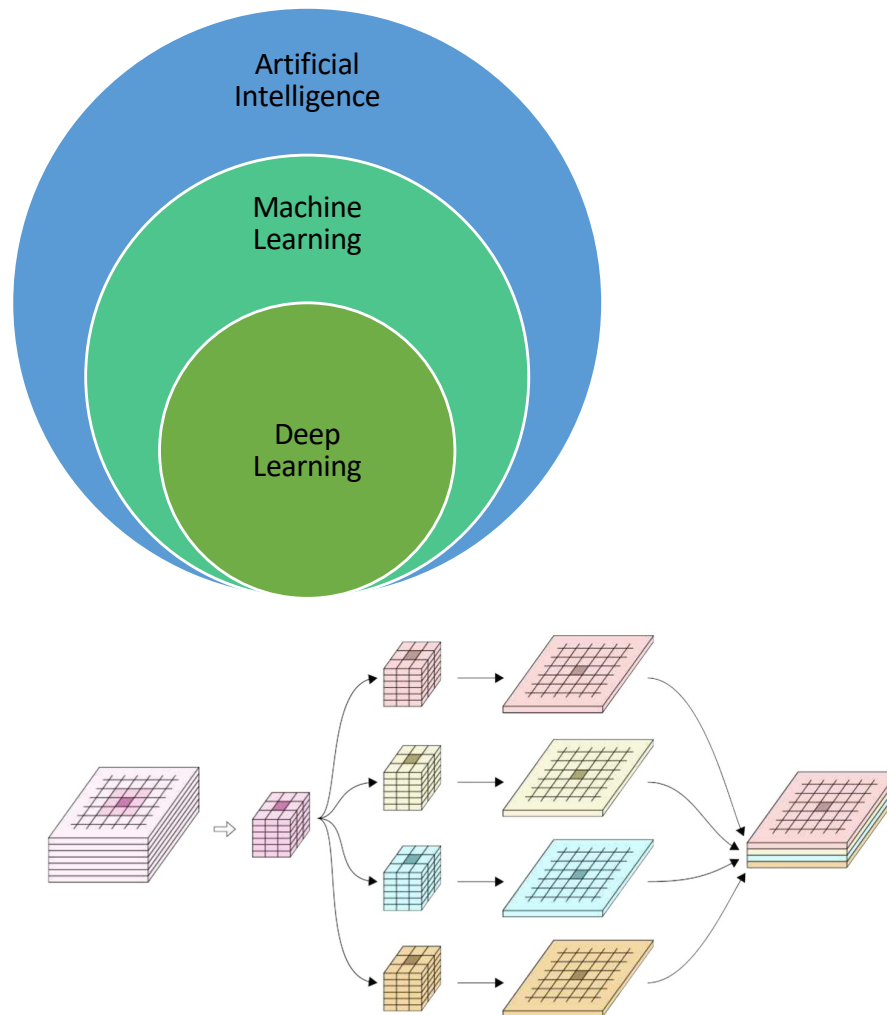 Artificial
Intelligence
Machine
Learning
Deep
Learning